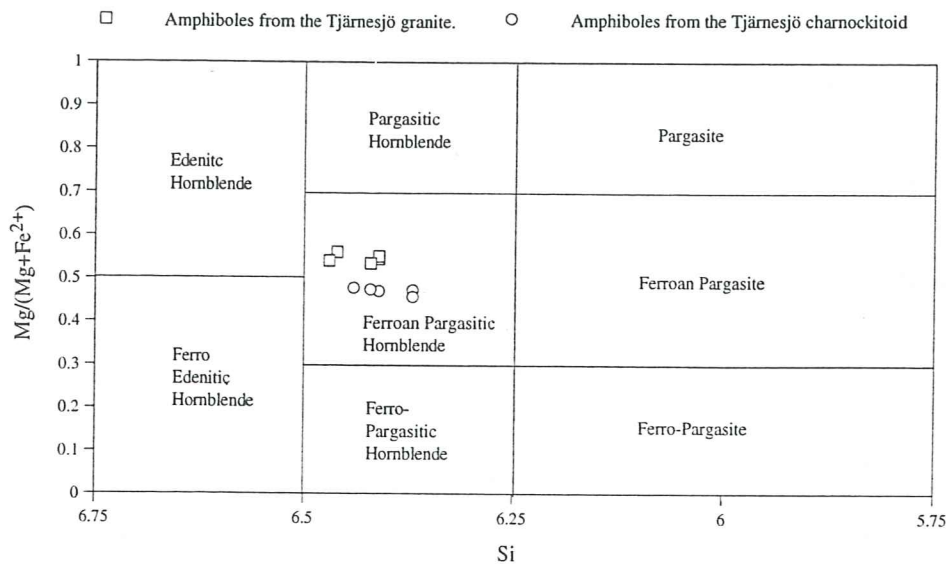 Amphiboles from the Tjärnesjö granite.
Amphiboles from the Tjärnesjö charnockitoid
1
0.9
0.8
0.7
0.6
0.5
0.4
0.3
0.2
0.1
0
Mg/(Mg+Fe2+)
Edenitc
Hornblende
Pargasitic
Hornblende
Pargasite
Ferroan Pargasitic
Hornblende
Ferroan Pargasite
Ferro
Edenitic
Hornblende
Ferro-
Pargasitic
Hornblende
Ferro-Pargasite
6.75
6.5
6.25
6
5.75
Si